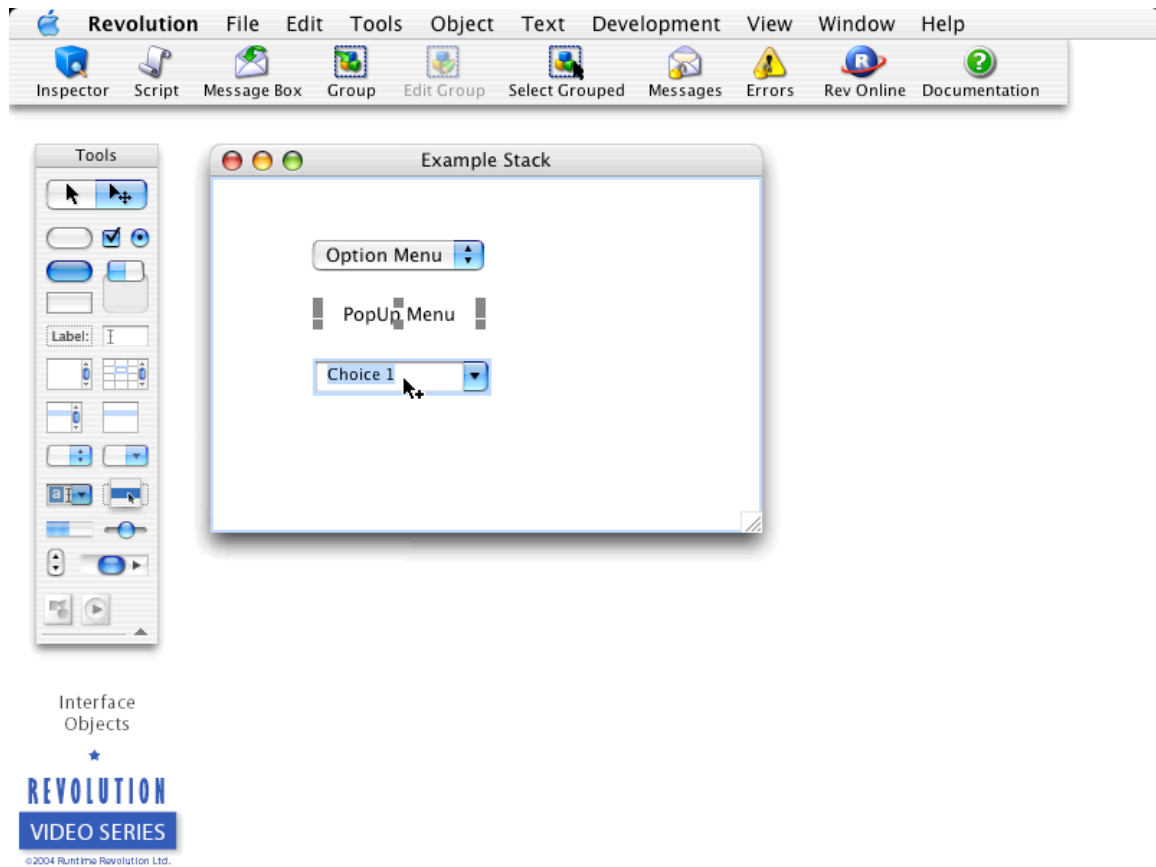 Revolution File Edit Tools Object Text Development View Window Help
Inspector Script Message Box Group Edit Group Select Grouped Messages Errors Rev Online Documentation
Tools
Example Stack
Option Menu
PopUp Menu
Label:
Choice 1
a
Interface
Objects
REVOLUTION
VIDEO SERIES
©2004 Runtime Revolution Ltd.